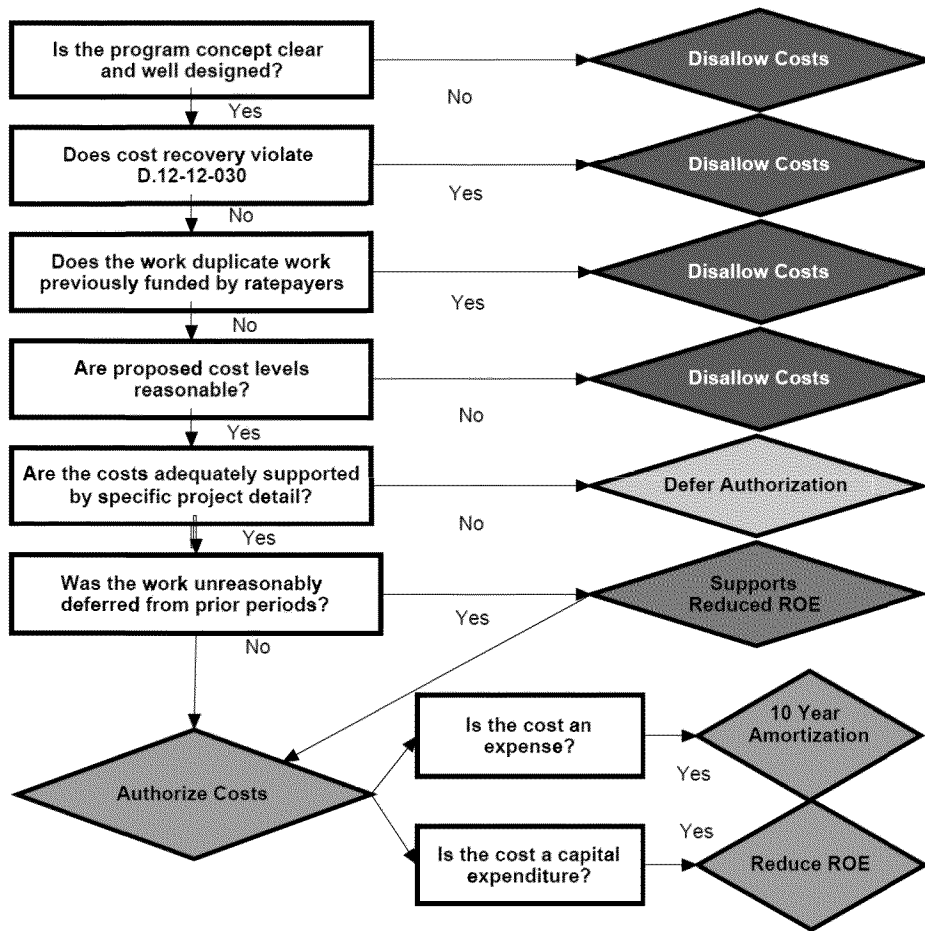 Is the program concept clear
and well designed?
Disallow Costs
No
Yes
Does cost recovery violate
D.12-12-030
Disallow Costs
Yes
No
Does the work duplicate work
previously funded by ratepayers
Disallow Costs
Yes
No
Are proposed cost levels
reasonable?
Disallow Costs
No
Yes
Are the costs adequately supported
by specific project detail?
Defer Authorization
No
Yes
Was the work unreasonably
deferred from prior periods?
Supports
Reduced ROE
Yes
No
Is the cost an
expense?
10 Year
Amortization
Yes
Authorize Costs
Is the cost a capital
expenditure?
Yes
Reduce ROE